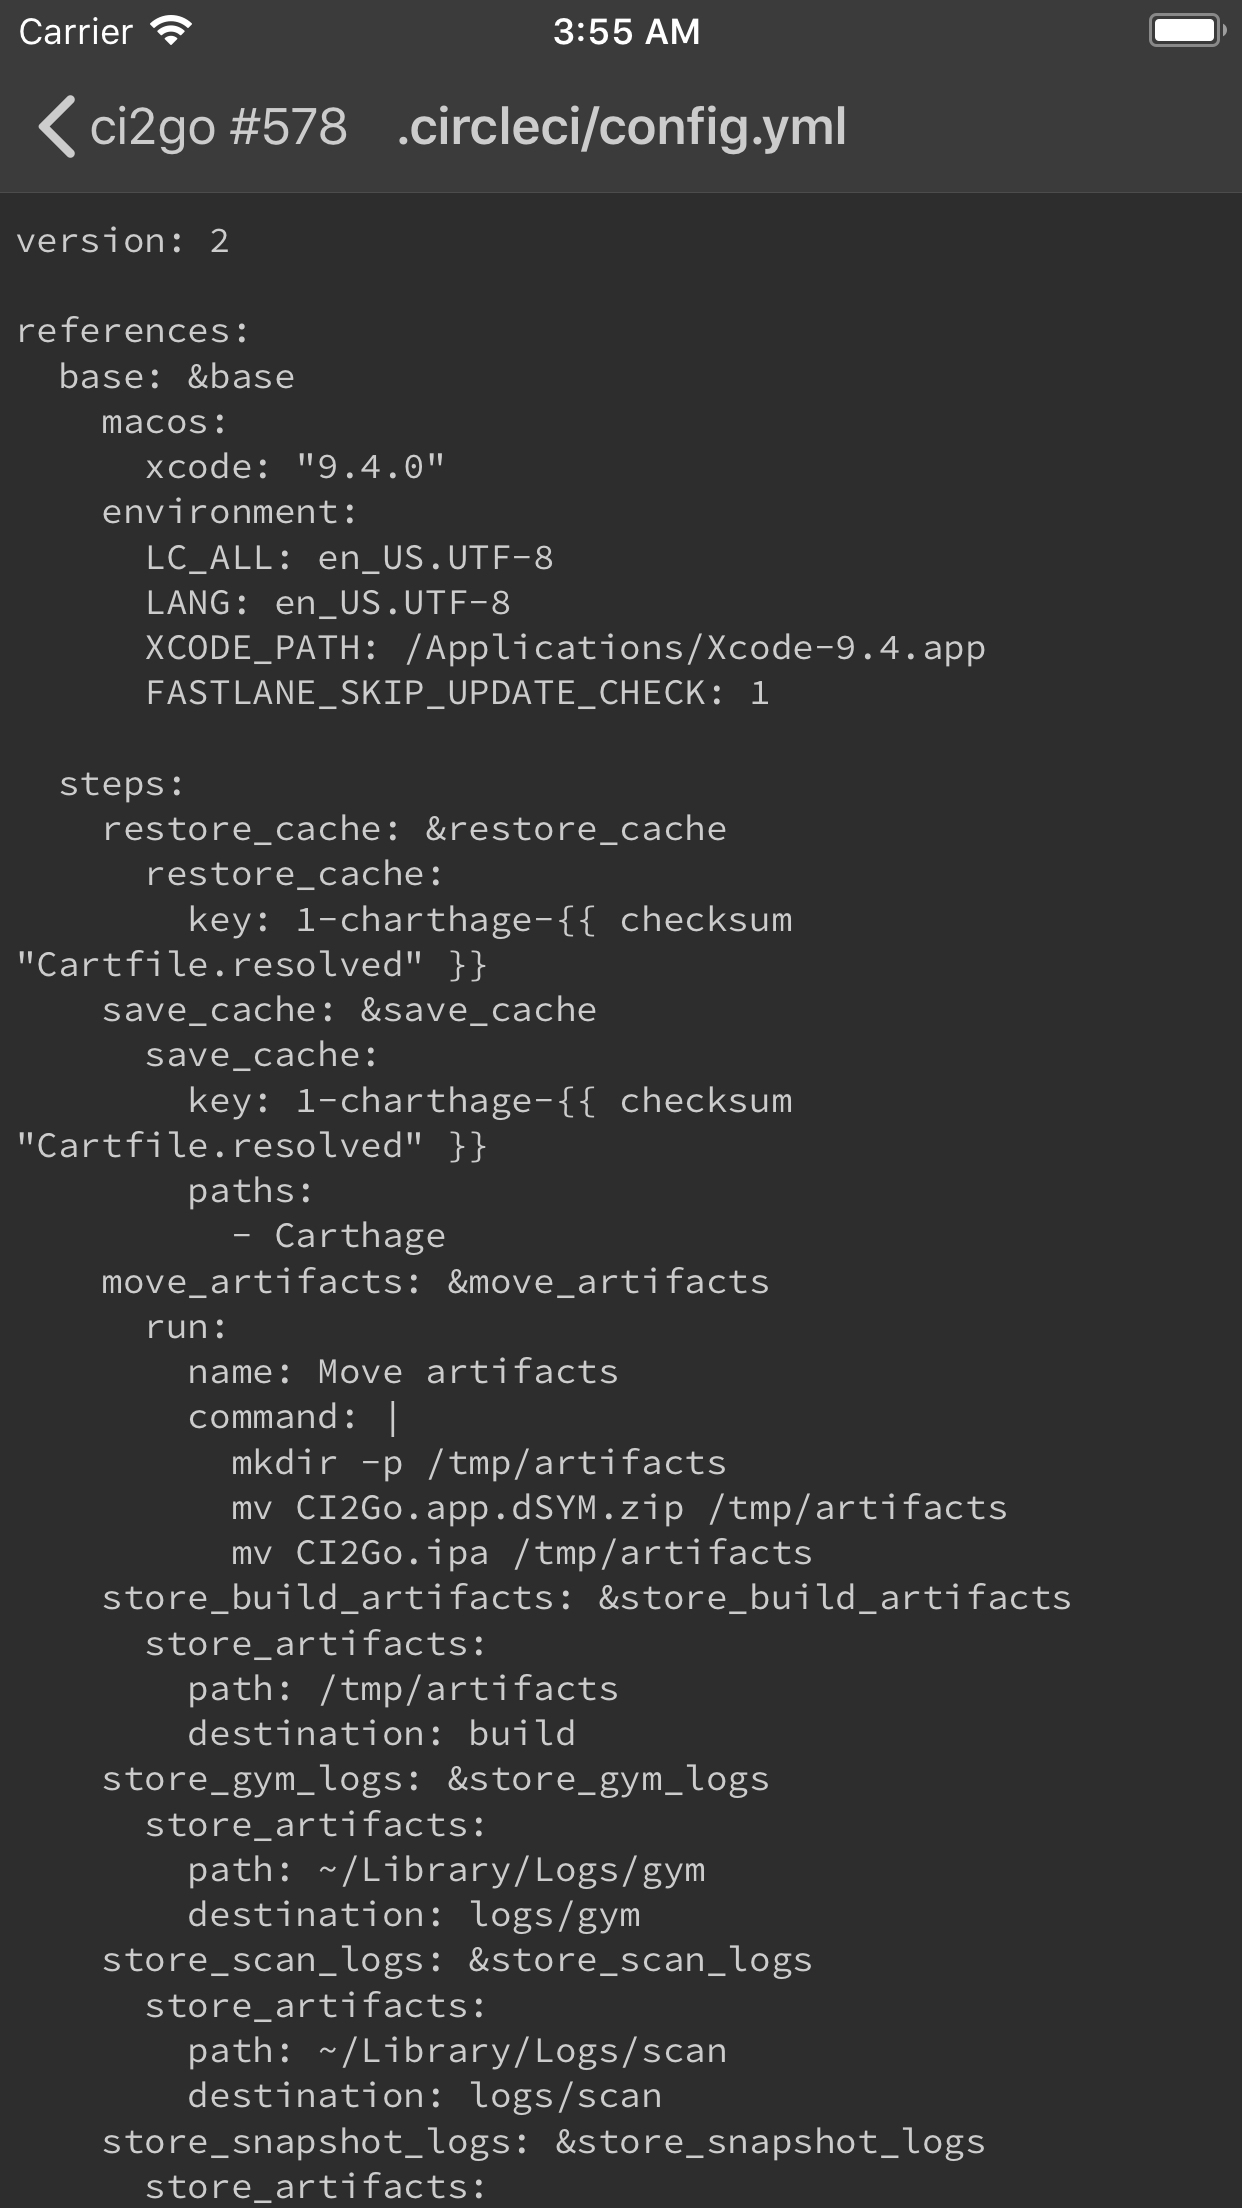 Carrier 3:55 AM
ci2go #578 .circleci/config.yml
version: 2

references:
  base: &base
    macos:
      xcode: "9.4.0"
    environment:
      LC_ALL: en_US.UTF-8
      LANG: en_US.UTF-8
      XCODE_PATH: /Applications/Xcode-9.4.app
      FASTLANE_SKIP_UPDATE_CHECK: 1

  steps:
    restore_cache: &restore_cache
      restore_cache:
        key: 1-charthage-{{ checksum
"Cartfile.resolved" }}
    save_cache: &save_cache
      save_cache:
        key: 1-charthage-{{ checksum
"Cartfile.resolved" }}
        paths:
          - Carthage
    move_artifacts: &move_artifacts
      run:
        name: Move artifacts
        command: |
          mkdir -p /tmp/artifacts
          mv CI2Go.app.dSYM.zip /tmp/artifacts
          mv CI2Go.ipa /tmp/artifacts
    store_build_artifacts: &store_build_artifacts
      store_artifacts:
        path: /tmp/artifacts
        destination: build
    store_gym_logs: &store_gym_logs
      store_artifacts:
        path: ~/Library/Logs/gym
        destination: logs/gym
    store_scan_logs: &store_scan_logs
      store_artifacts:
        path: ~/Library/Logs/scan
        destination: logs/scan
    store_snapshot_logs: &store_snapshot_logs
      store_artifacts: